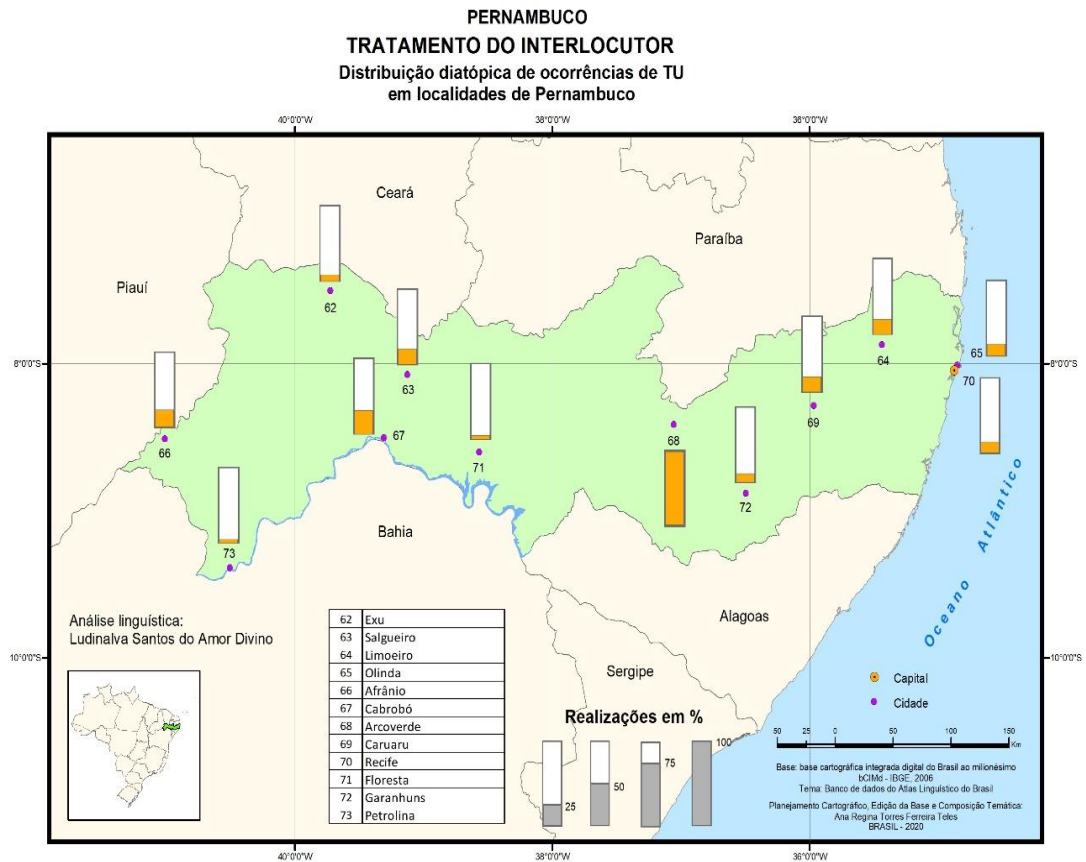 PERNAMBUCO
TRATAMENTO DO INTERLOCUTOR
Distribuição diatópica de ocorrências de TU
em localidades de Pernambuco
40°0'0"W
38°0'0"W
36°0'0"W
Ceará
Paraíba
Piauí
62
63
64
65
8°0'0"S
8°0'0"S
70
66
67
68
69
71
72
73
Bahia
Alagoas
Sergipe
Oceano Atlântico
Análise linguística:
Ludinalva Santos do Amor Divino
10°0'0"S
10°0'0"S
62 Exu
63 Salgueiro
64 Limoeiro
65 Olinda
66 Afrânio
67 Cabrobó
68 Arcoverde
69 Caruaru
70 Recife
71 Floresta
72 Garanhuns
73 Petrolina
Realizações em %
25
50
75
100
Capital
Cidade
50 25 0 50 100 150
Km
Base: base cartográfica integrada digital do Brasil ao milionésimo
bCIMd - IBGE, 2006
Tema: Banco de dados do Atlas Linguístico do Brasil
Planejamento Cartográfico, Edição da Base e Composição Temática:
Ana Regina Torres Ferreira Teles
BRASIL - 2020
40°0'0"W
38°0'0"W
36°0'0"W